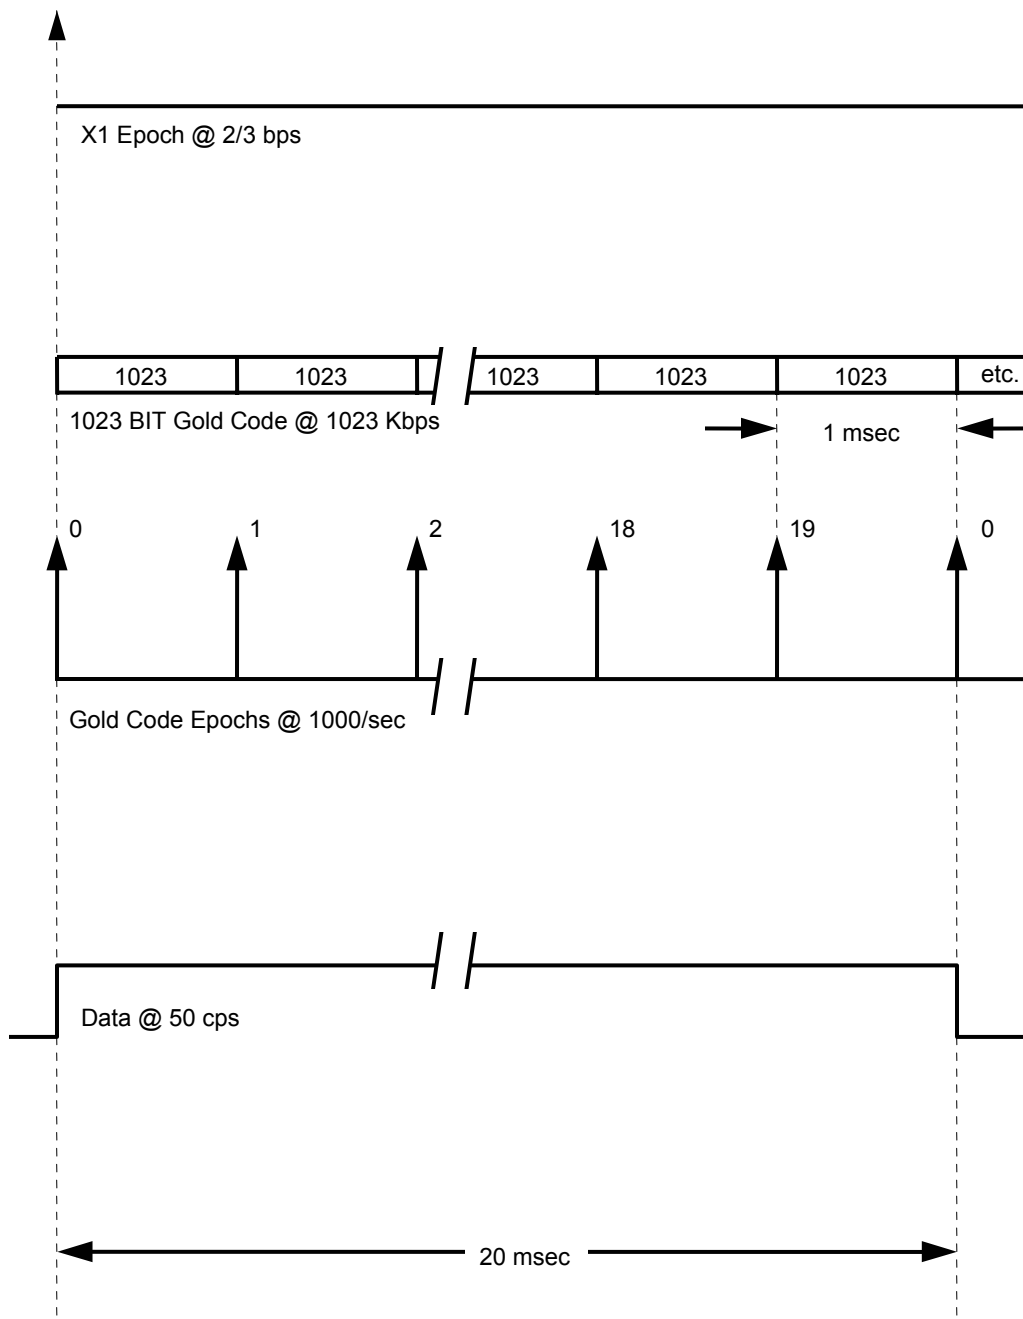 X1 Epoch @ 2/3 bps
1023 1023 1023 1023 1023 etc.
1023 BIT Gold Code @ 1023 Kbps
1 msec
0 1 2 18 19 0
Gold Code Epochs @ 1000/sec
Data @ 50 cps
20 msec